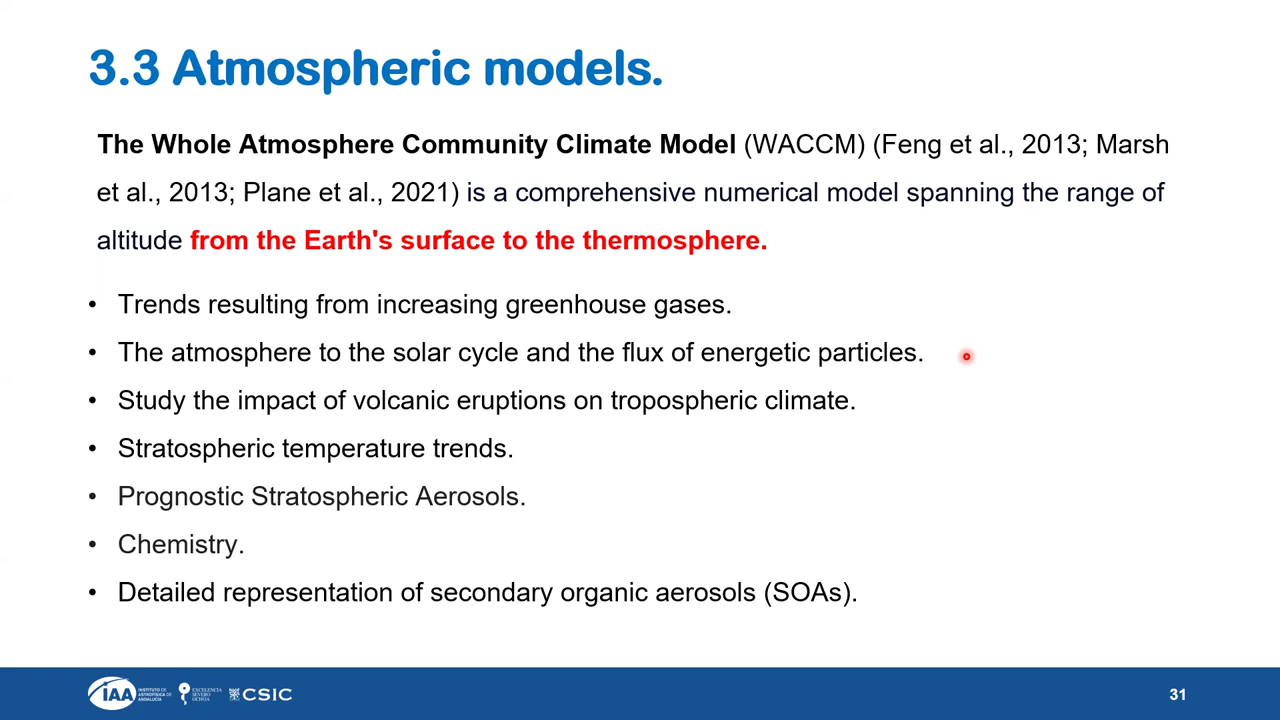 3.3 Atmospheric models.
The Whole Atmosphere Community Climate Model (WACCM) (Feng et al., 2013; Marsh
et al., 2013; Plane et al., 2021) is a comprehensive numerical model spanning the range of
altitude from the Earth's surface to the thermosphere.
• Trends resulting from increasing greenhouse gases.
• The atmosphere to the solar cycle and the flux of energetic particles.
• Study the impact of volcanic eruptions on tropospheric climate.
• Stratospheric temperature trends.
• Prognostic Stratospheric Aerosols.
• Chemistry.
• Detailed representation of secondary organic aerosols (SOAs).
IAA
INSTITUTO DE
ASTROFÍSICA DE
ANDALUCÍA
EXCELENCIA
SEVERO
OCHOA
CSIC
31